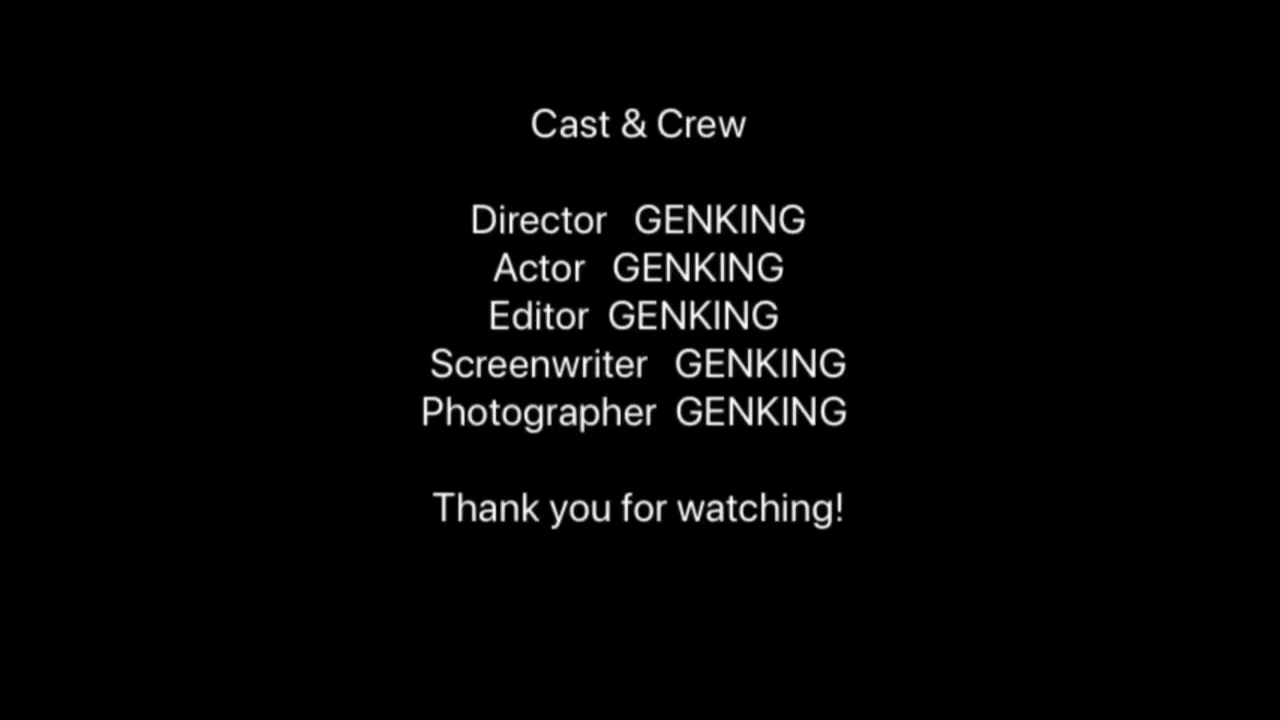 Cast & Crew
Director GENKING
Actor GENKING
Editor GENKING
Screenwriter GENKING
Photographer GENKING
Thank you for watching!